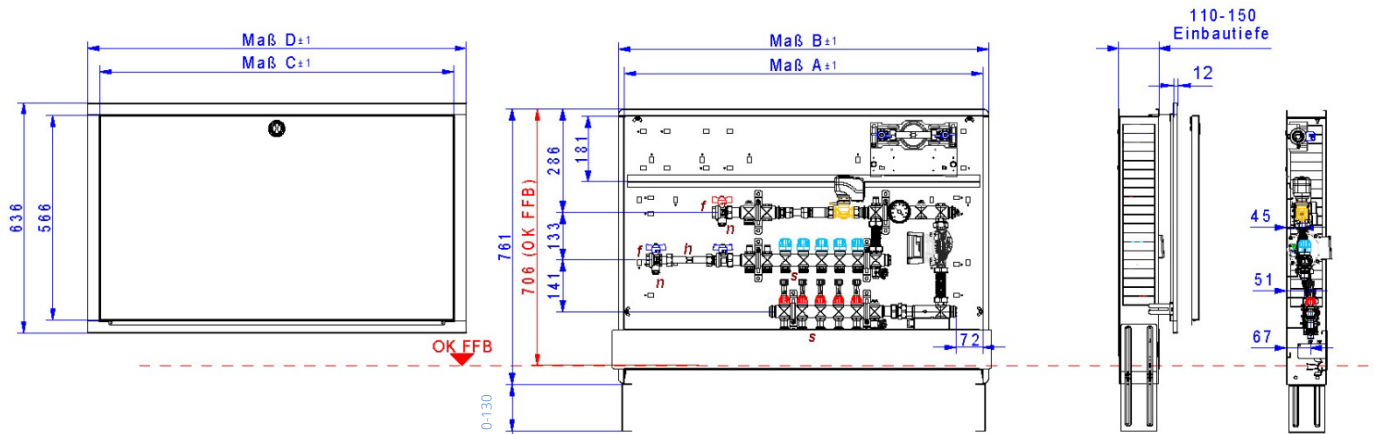 Maß D±1
Maß C±1
636
566
OK FFB
Maß B±1
Maß A±1
761
706 (OK FFB)
286
181
133
141
0-130
f
n
f
h
n
s
s
72
110-150
Einbautiefe
12
45
51
67